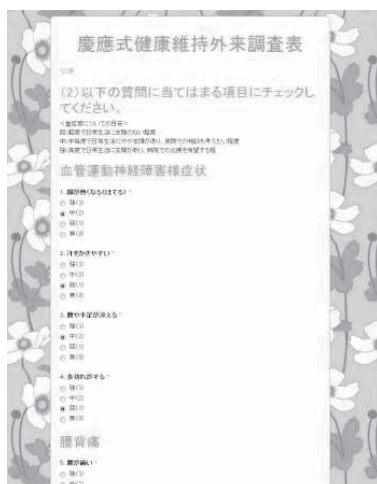 慶應式健康維持外来調査表
*必須
(2)以下の質問に当てはまる項目にチェックし
てください。
血管運動神経障害様症状
1. 顔が熱くなる(ほてる) *
強(3)
中(2)
弱(1)
無(0)
2. 汗をかきやすい *
強(3)
中(2)
弱(1)
無(0)
3. 腰や手足が冷える *
強(3)
中(2)
弱(1)
無(0)
4. 息切れがする *
強(3)
中(2)
弱(1)
無(0)
腰背痛
5. 腰が痛い *
強(3)
中(2)